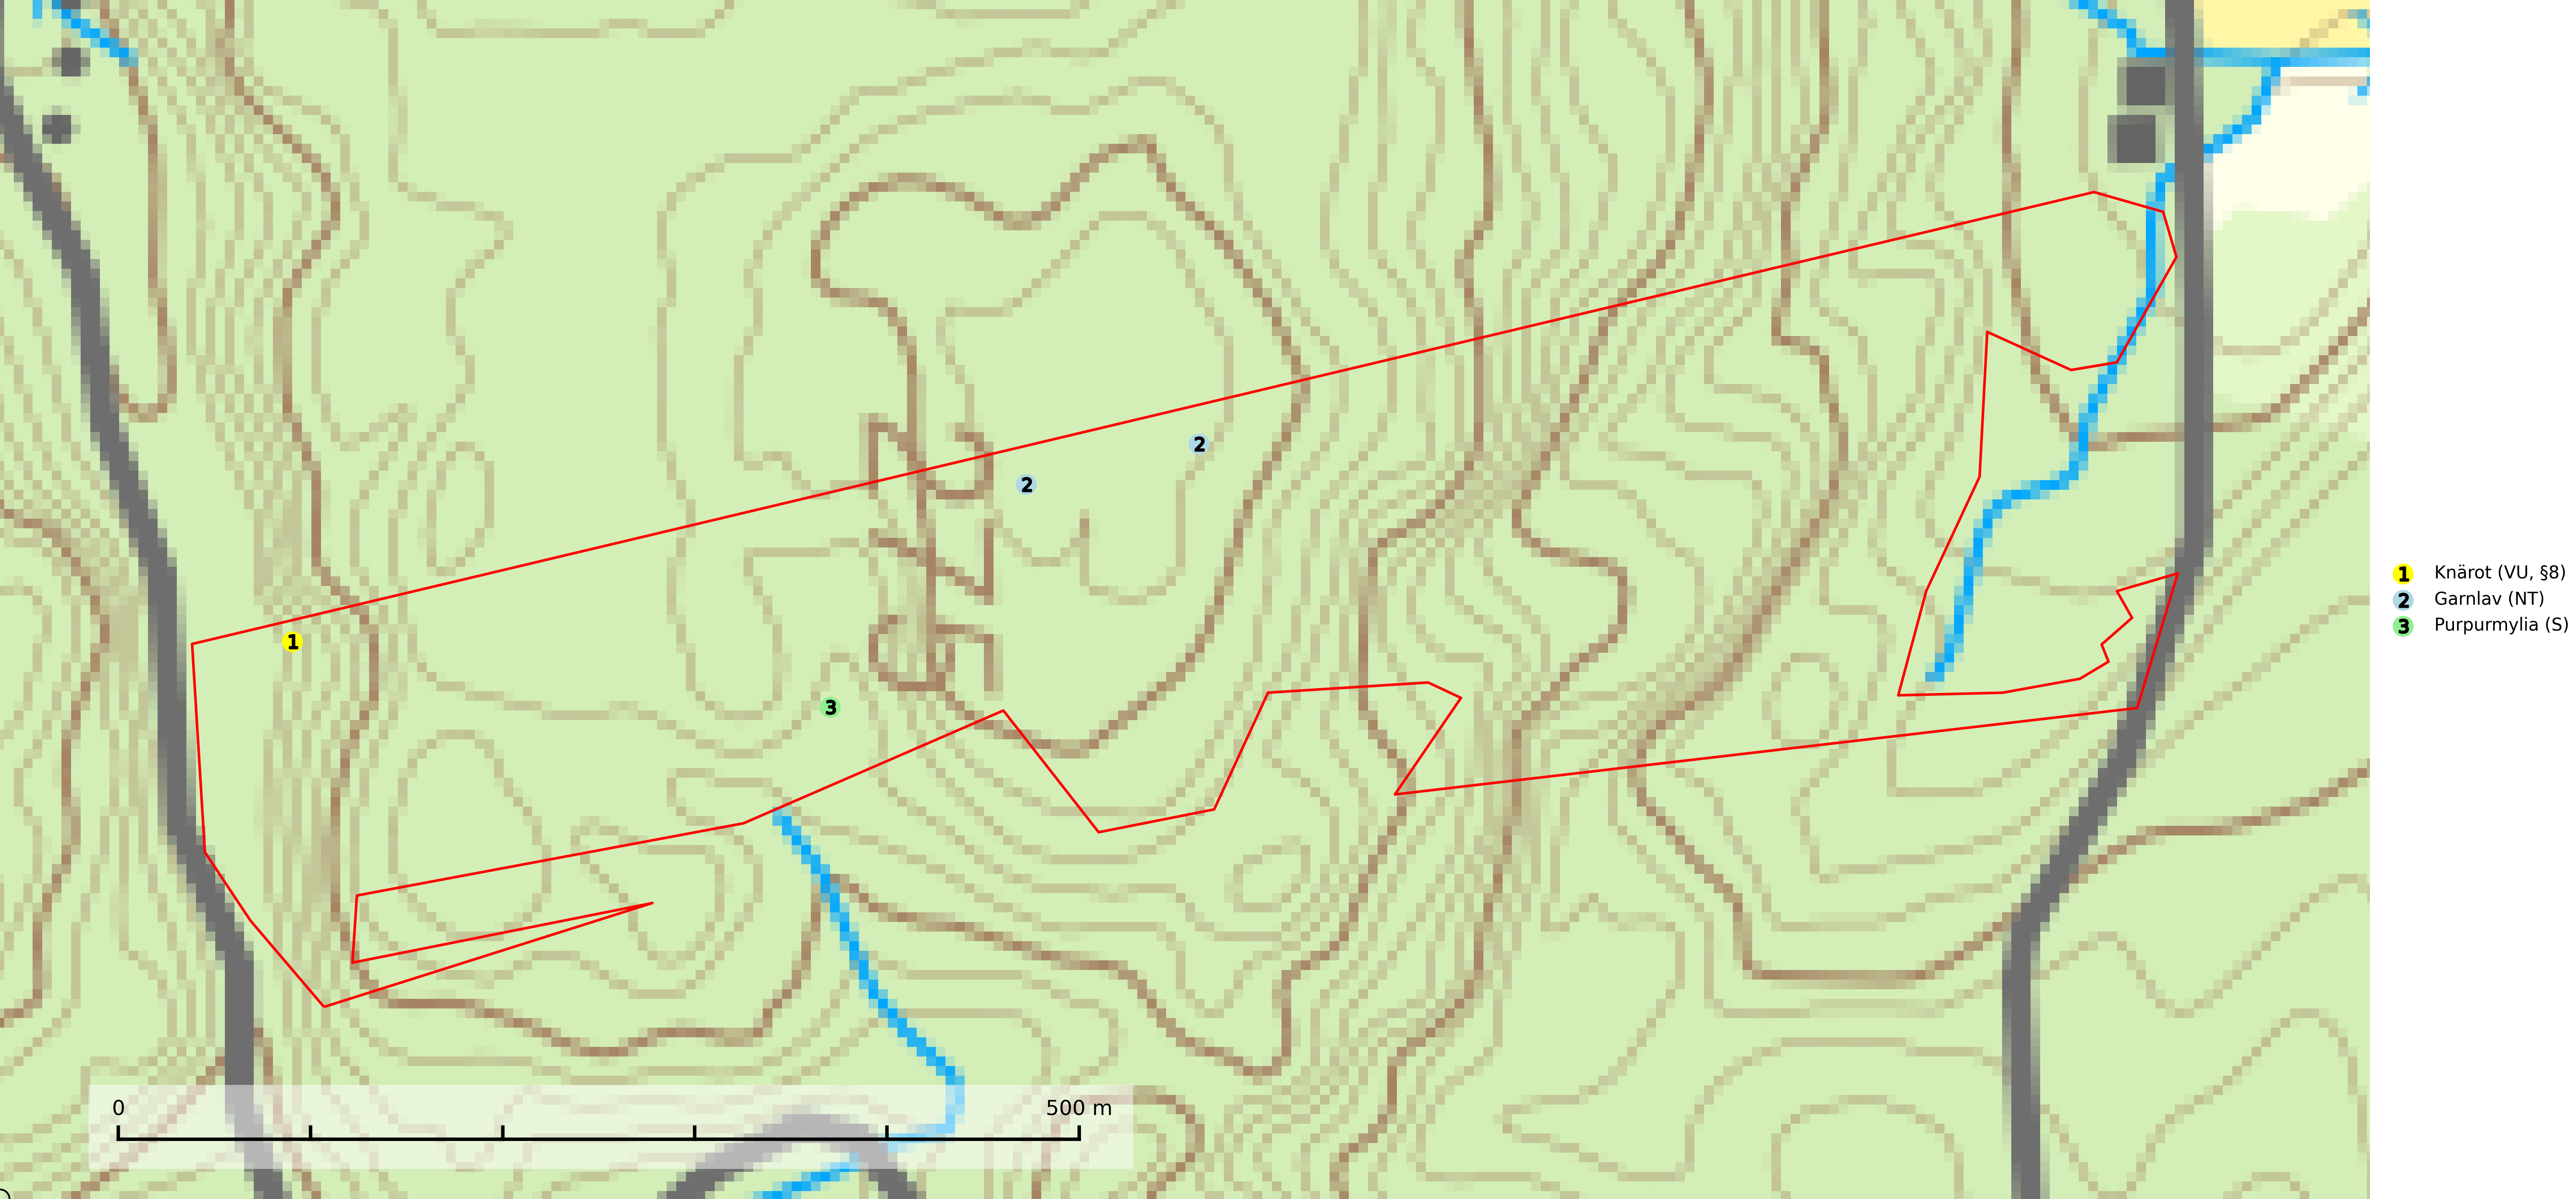 2
2
1
3
1 Knärot (VU, §8)
2 Garnlav (NT)
3 Purpurmylia (S)
0 500 m